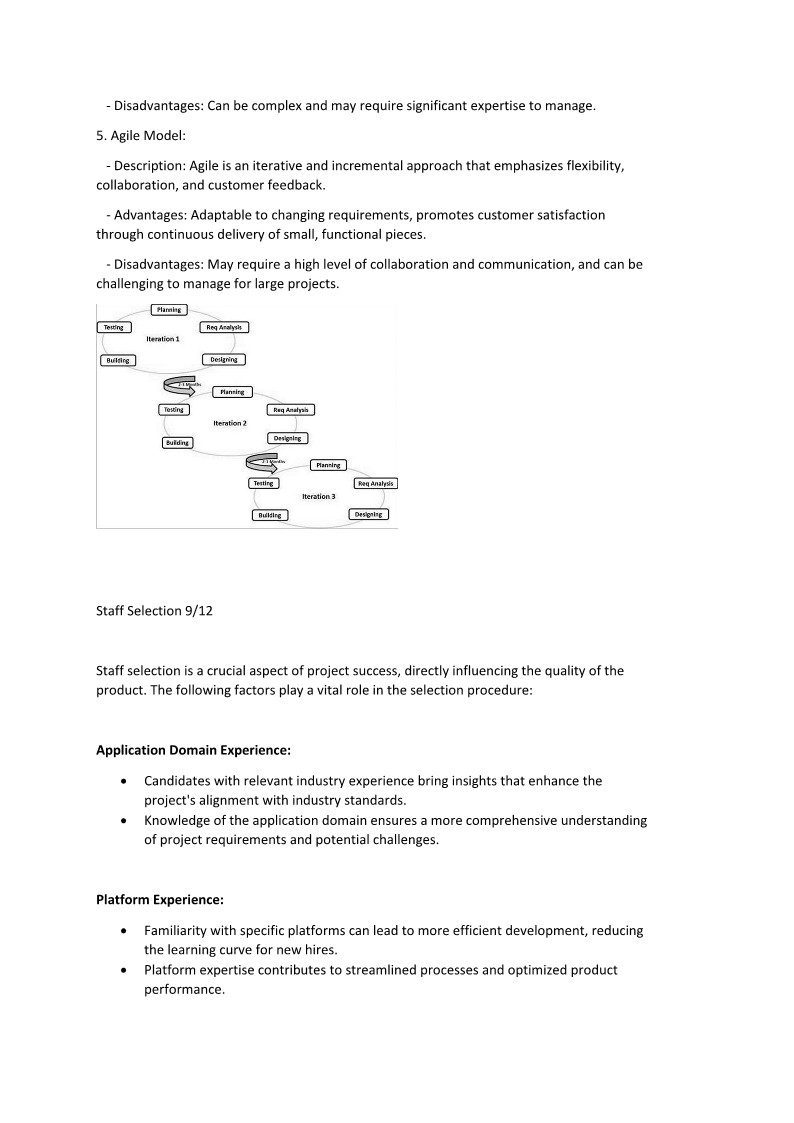 - Disadvantages: Can be complex and may require significant expertise to manage.
5. Agile Model:
- Description: Agile is an iterative and incremental approach that emphasizes flexibility,
collaboration, and customer feedback.
- Advantages: Adaptable to changing requirements, promotes customer satisfaction
through continuous delivery of small, functional pieces.
- Disadvantages: May require a high level of collaboration and communication, and can be
challenging to manage for large projects.
Planning
Testing
Req Analysis
Iteration 1
Building
Designing
Months
Planning
Testing
Req Analysis
Iteration 2
Building
Designing
Months
Planning
Testing
Req Analysis
Iteration 3
Building
Designing
Staff Selection 9/12
Staff selection is a crucial aspect of project success, directly influencing the quality of the
product. The following factors play a vital role in the selection procedure:
Application Domain Experience:
• Candidates with relevant industry experience bring insights that enhance the
project's alignment with industry standards.
• Knowledge of the application domain ensures a more comprehensive understanding
of project requirements and potential challenges.
Platform Experience:
• Familiarity with specific platforms can lead to more efficient development, reducing
the learning curve for new hires.
• Platform expertise contributes to streamlined processes and optimized product
performance.